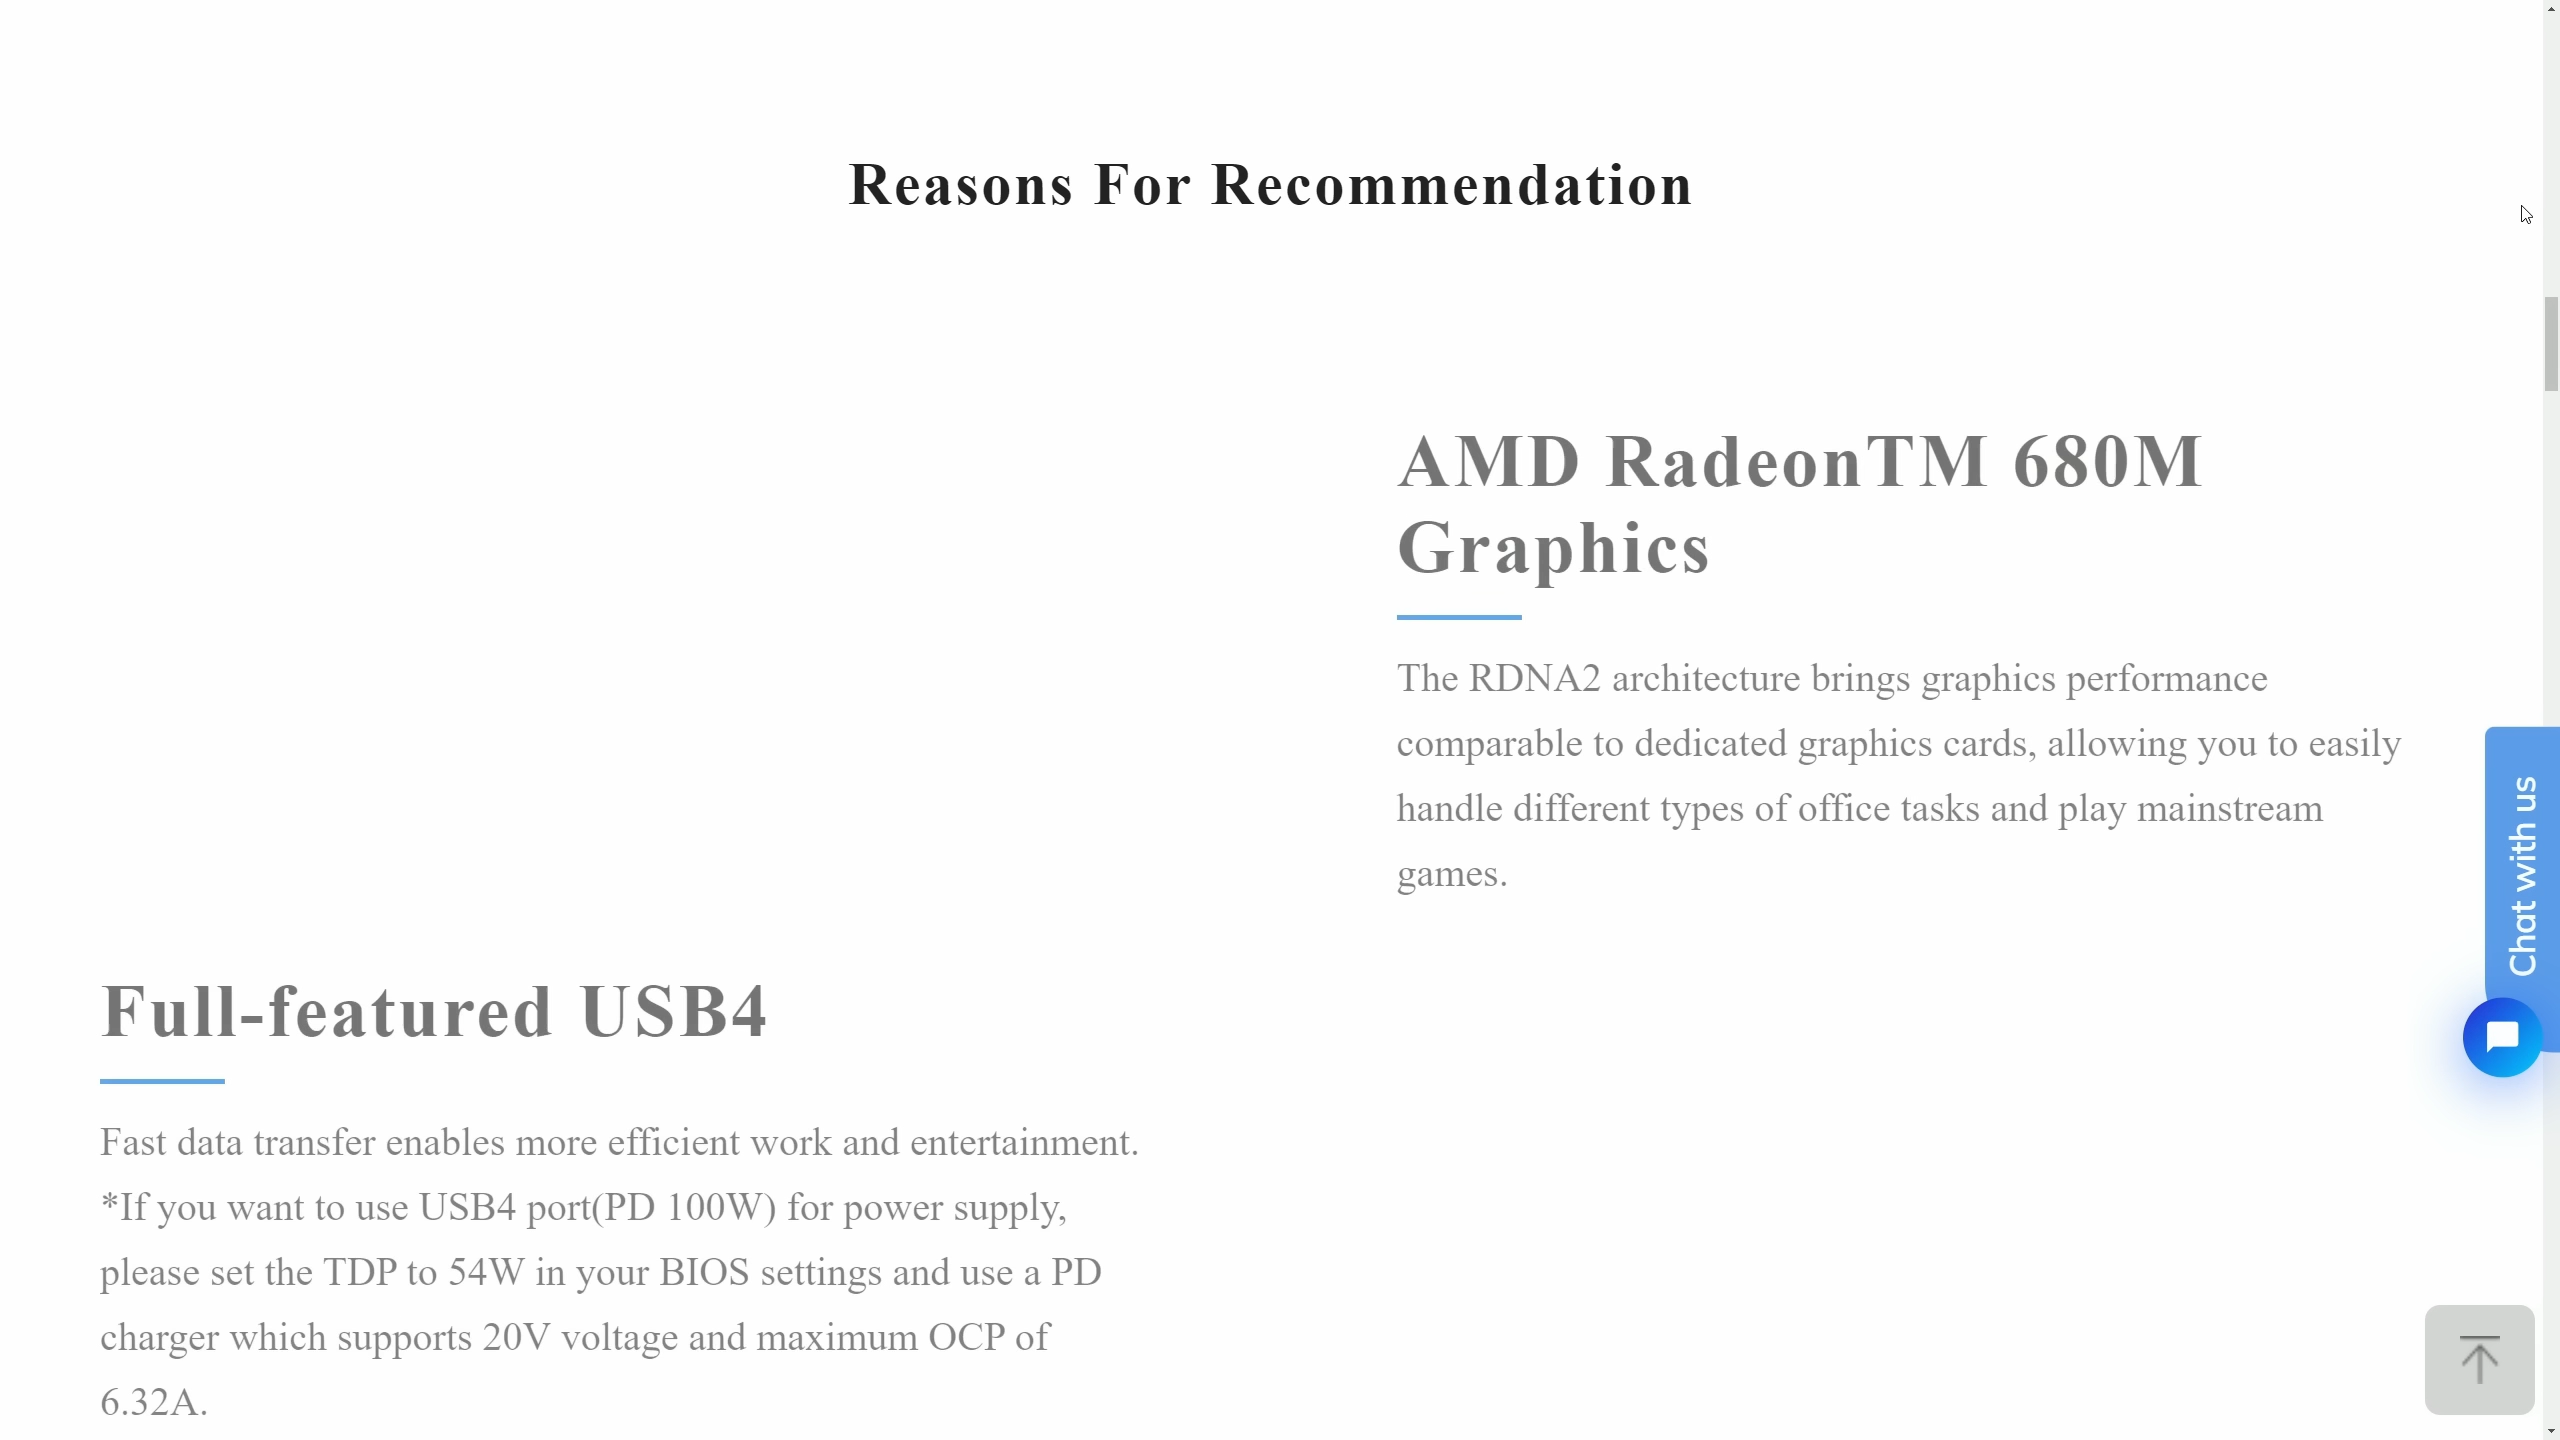 Reasons For Recommendation
AMD RadeonTM 680M
Graphics
The RDNA2 architecture brings graphics performance
comparable to dedicated graphics cards, allowing you to easily
handle different types of office tasks and play mainstream
games.
Full-featured USB4
Fast data transfer enables more efficient work and entertainment.
*If you want to use USB4 port(PD 100W) for power supply,
please set the TDP to 54W in your BIOS settings and use a PD
charger which supports 20V voltage and maximum OCP of
6.32A.
Chat with us